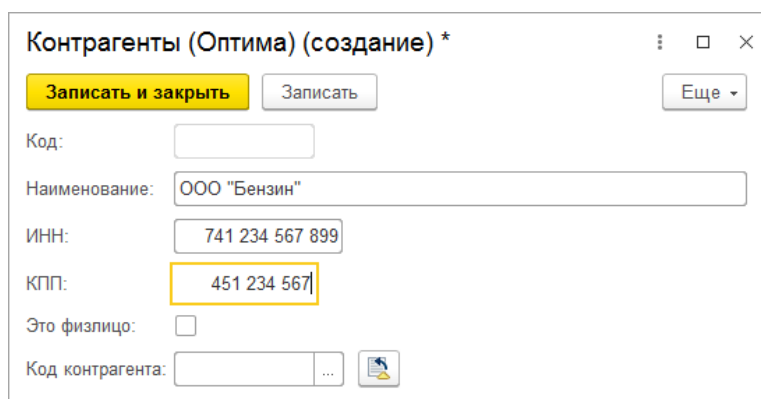 Контрагенты (Оптима) (создание) *
Записать и закрыть Записать Еще
Код:
Наименование: ООО "Бензин"
ИНН: 741 234 567 899
КПП: 451 234 567
Это физлицо:
Код контрагента: ...